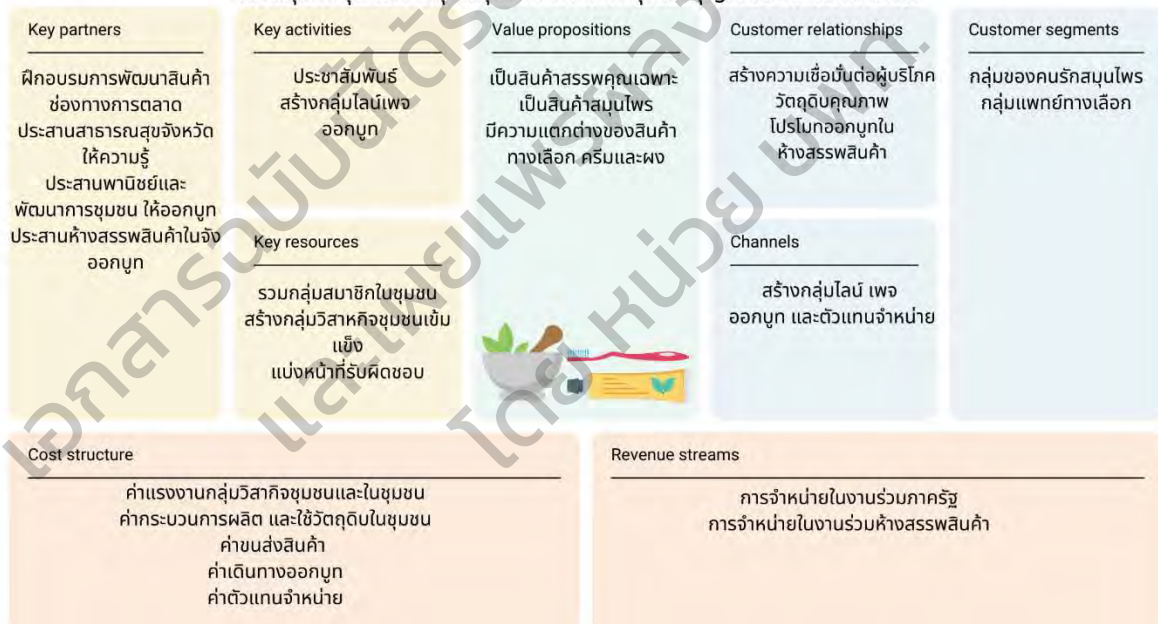 Key partners
ฝึกอบรมการพัฒนาสินค้า
ช่องทางการตลาด
ประสานสาธารณสุขจังหวัด
ให้ความรู้
ประสานพานิชย์และ
พัฒนาการชุมชน ให้ออกบูท
ประสานห้างสรรพสินค้าในจัง
ออกบูท
Key activities
ประชาสัมพันธ์
สร้างกลุ่มไลน์เพจ
ออกบูท
Key resources
รวมกลุ่มสมาชิกในชุมชน
สร้างกลุ่มวิสาหกิจชุมชนเข้ม
แข็ง
แบ่งหน้าที่รับผิดชอบ
Value propositions
เป็นสินค้าสรรพคุณเฉพาะ
เป็นสินค้าสมุนไพร
มีความแตกต่างของสินค้า
ทางเลือก ครีมและผง
Customer relationships
สร้างความเชื่อมั่นต่อผู้บริโภค
วัตถุดิบคุณภาพ
โปรโมทออกบูทใน
ห้างสรรพสินค้า
Channels
สร้างกลุ่มไลน์ เพจ
ออกบูท และตัวแทนจำหน่าย
Customer segments
กลุ่มของคนรักสมุนไพร
กลุ่มแพทย์ทางเลือก
Cost structure
ค่าแรงงานกลุ่มวิสากิจชุมชนและในชุมชน
ค่ากระบวนการผลิต และใช้วัตถุดิบในชุมชน
ค่าขนส่งสินค้า
ค่าเดินทางออกบูท
ค่าตัวแทนจำหน่าย
Revenue streams
การจำหน่ายในงานร่วมภาครัฐ
การจำหน่ายในงานร่วมห้างสรรพสินค้า
โดย หน่วย บพท.